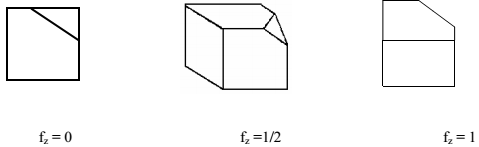 f_z = 0
f_z =1/2
f_z = 1